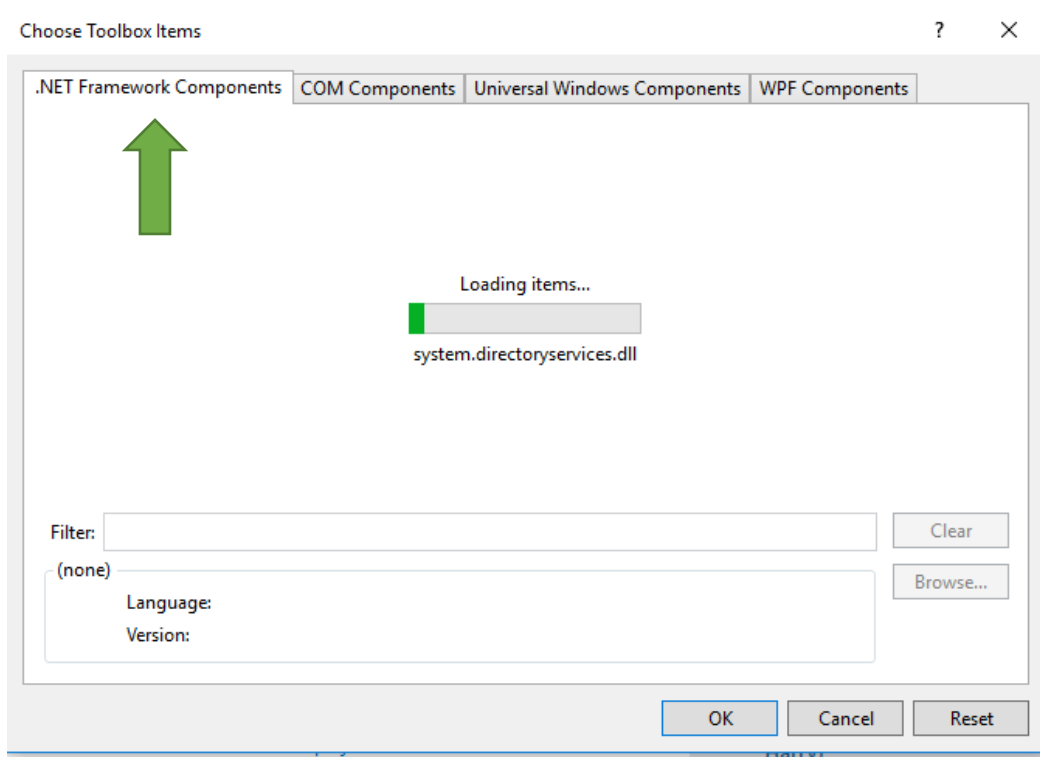 Choose Toolbox Items ? ×
.NET Framework Components COM Components Universal Windows Components WPF Components
Loading items...
system.directoryservices.dll
Filter: Clear
(none) Browse...
Language:
Version:
OK Cancel Reset